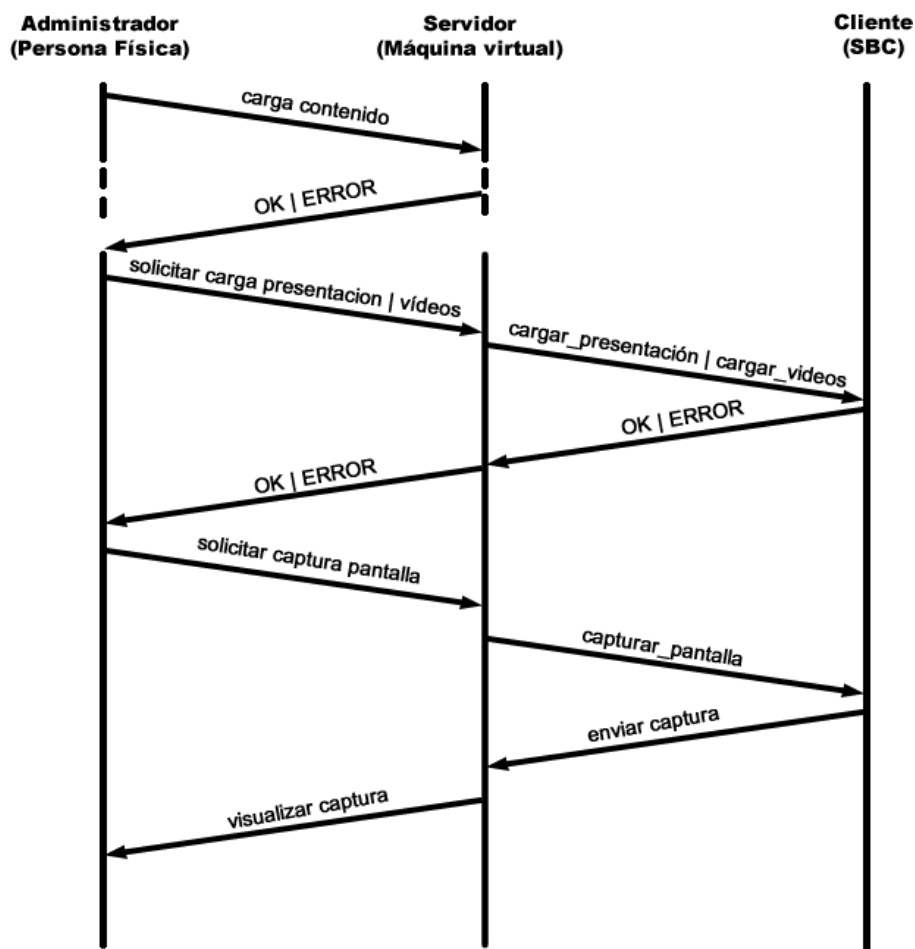 Administrador
(Persona Física)
Servidor
(Máquina virtual)
Cliente
(SBC)
carga contenido
OK | ERROR
solicitar carga presentacion | vídeos
cargar_presentación | cargar_videos
OK | ERROR
OK | ERROR
solicitar captura pantalla
capturar_pantalla
enviar captura
visualizar captura